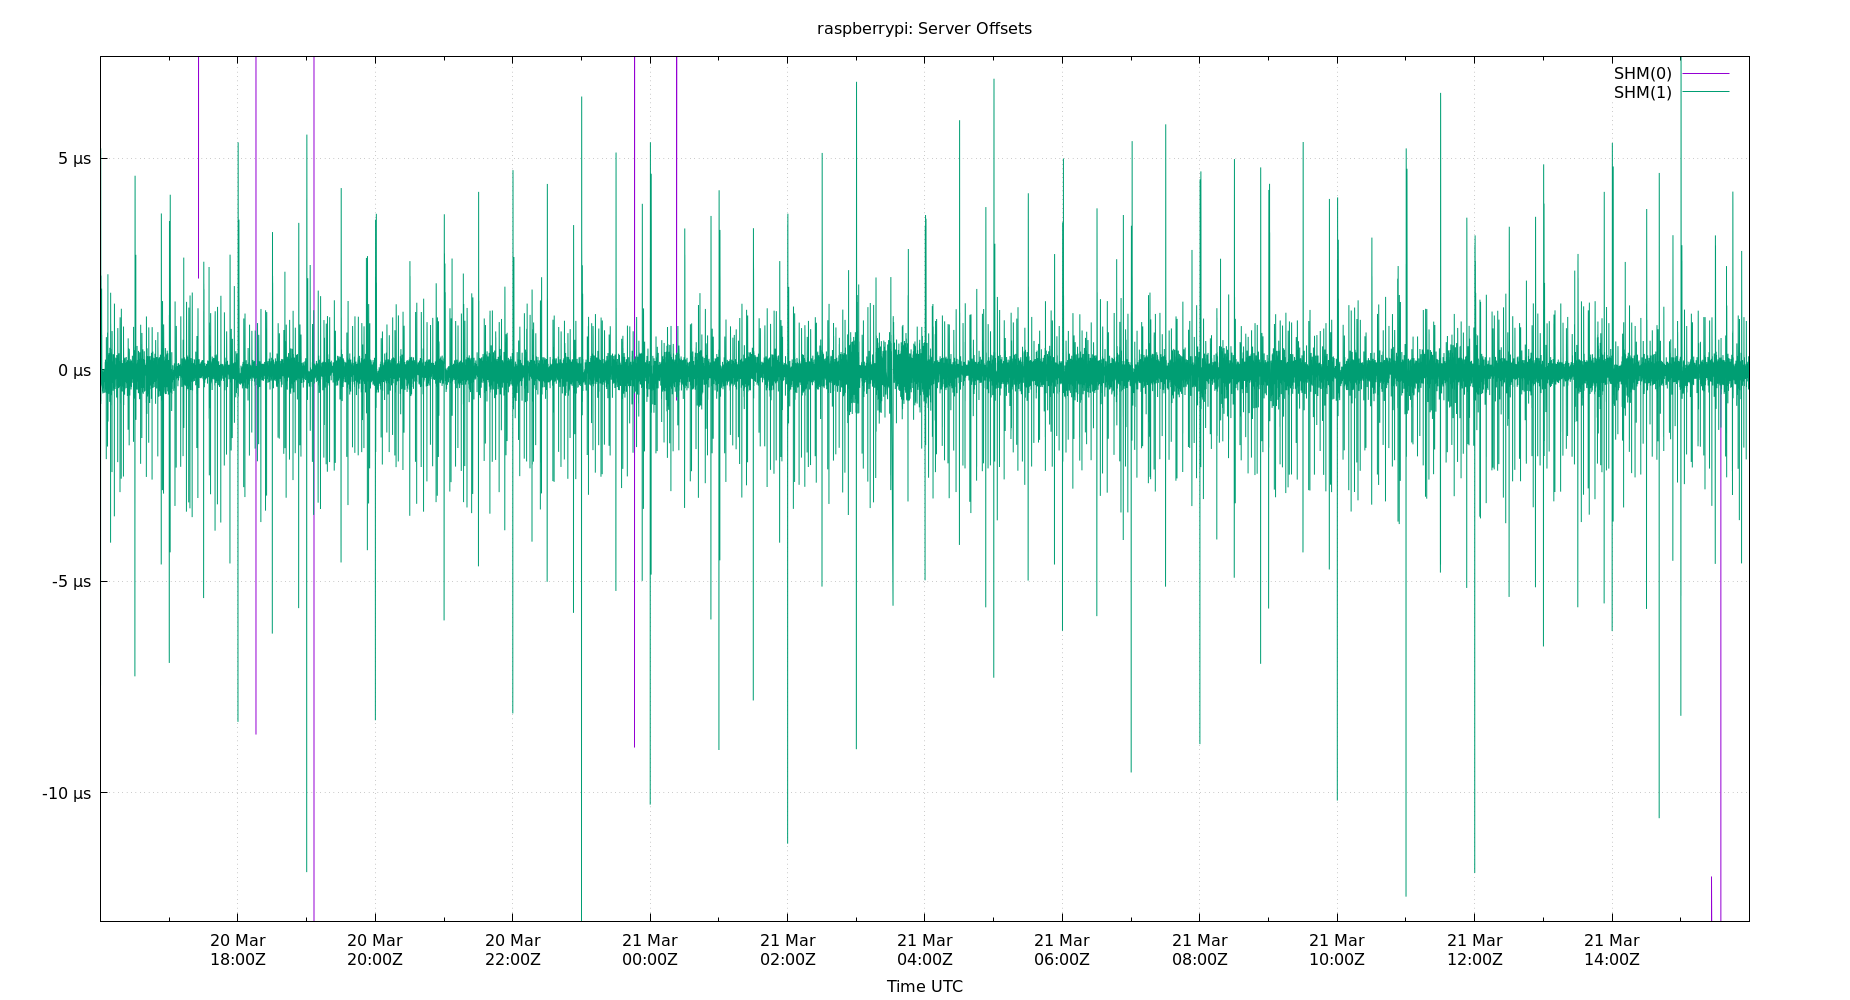 raspberrypi: Server Offsets
SHM(0)
SHM(1)
5 µs
0 µs
-5 µs
-10 µs
20 Mar 20 Mar 20 Mar 21 Mar 21 Mar 21 Mar 21 Mar 21 Mar 21 Mar 21 Mar 21 Mar
18:00Z 20:00Z 22:00Z 00:00Z 02:00Z 04:00Z 06:00Z 08:00Z 10:00Z 12:00Z 14:00Z
Time UTC